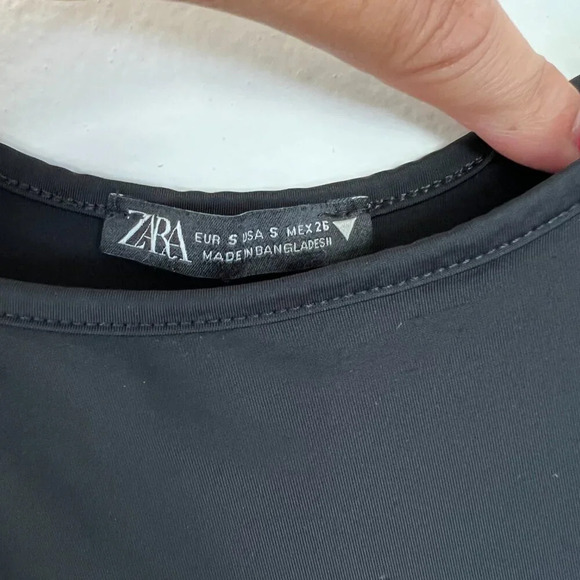 ZARA
EUR S USA S MEX 26
MADE IN BANGLADESH